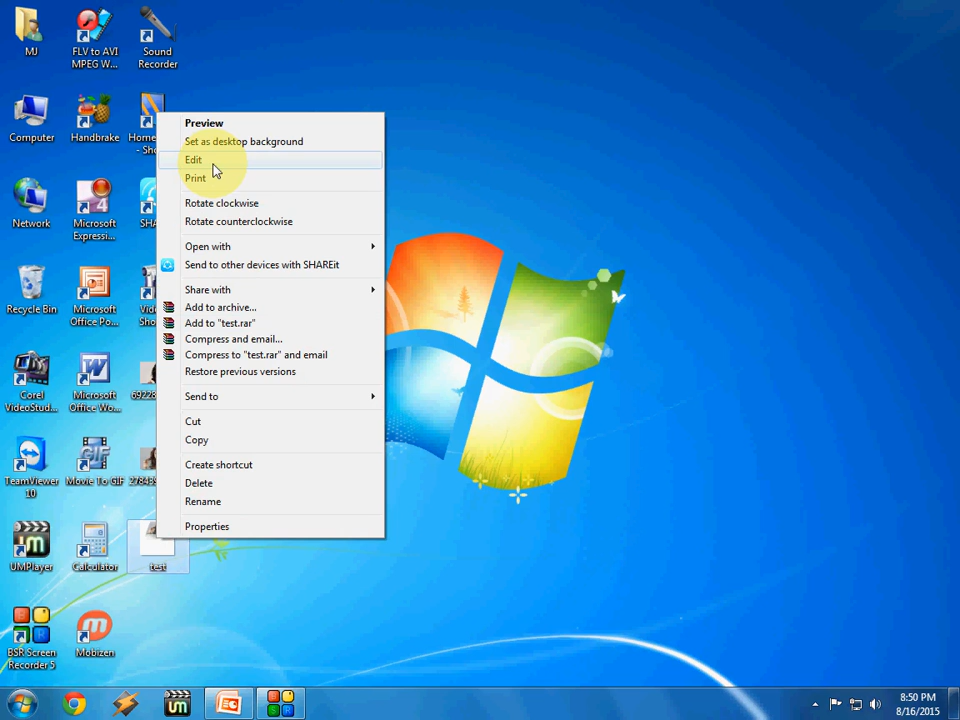 MJ
FLV to AVI
MPEG W...
Sound
Recorder
Computer
Handbrake
Home
- Sho
Network
Microsoft
Expressi...
SHA
Recycle Bin
Microsoft
Office Po...
Vid
Sho
Corel
VideoStud...
Microsoft
Office Wo...
69228
TeamViewer
10
Movie To GIF
27843
UMPlayer
Calculator
test
BSR Screen
Recorder 5
Mobizen
Preview
Set as desktop background
Edit
Print
Rotate clockwise
Rotate counterclockwise
Open with
Send to other devices with SHAREit
Share with
Add to archive...
Add to "test.rar"
Compress and email...
Compress to "test.rar" and email
Restore previous versions
Send to
Cut
Copy
Create shortcut
Delete
Rename
Properties
8:50 PM
8/16/2015